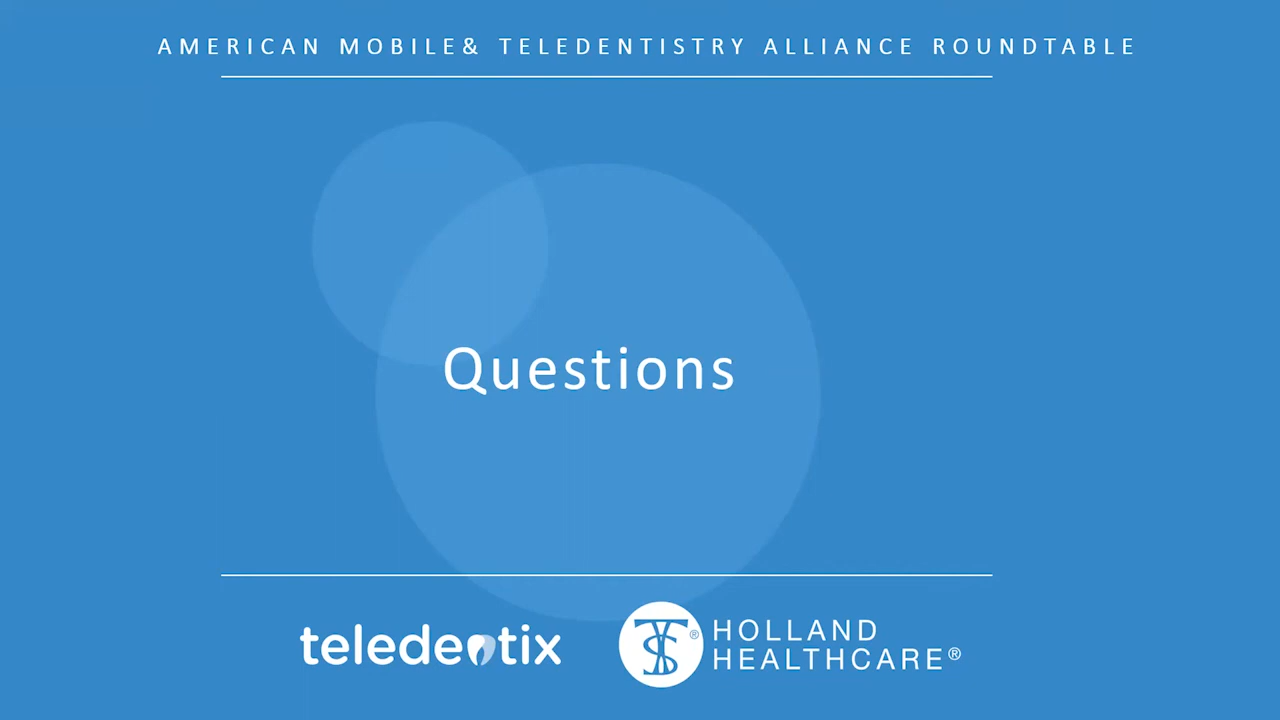 AMERICAN MOBILE& TELEDENTISTRY ALLIANCE ROUNDTABLE
Questions
teledentix
HOLLAND
HEALTHCARE®